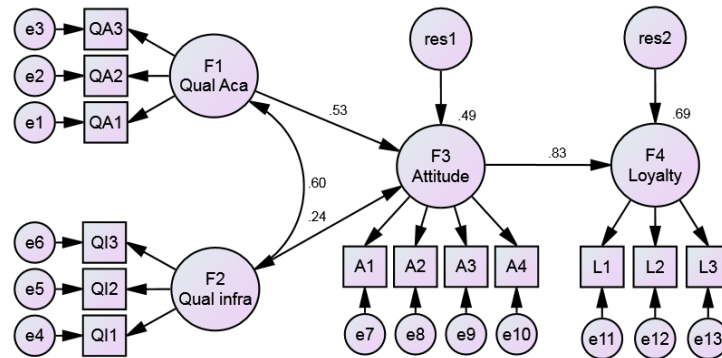 e3
QA3
e2
QA2
e1
QA1
F1
Qual Aca
res1
res2
.53
.49
.69
F3
Attitude
.83
F4
Loyalty
.60
.24
e6
QI3
e5
QI2
e4
QI1
F2
Qual infra
A1
A2
A3
A4
L1
L2
L3
e7
e8
e9
e10
e11
e12
e13